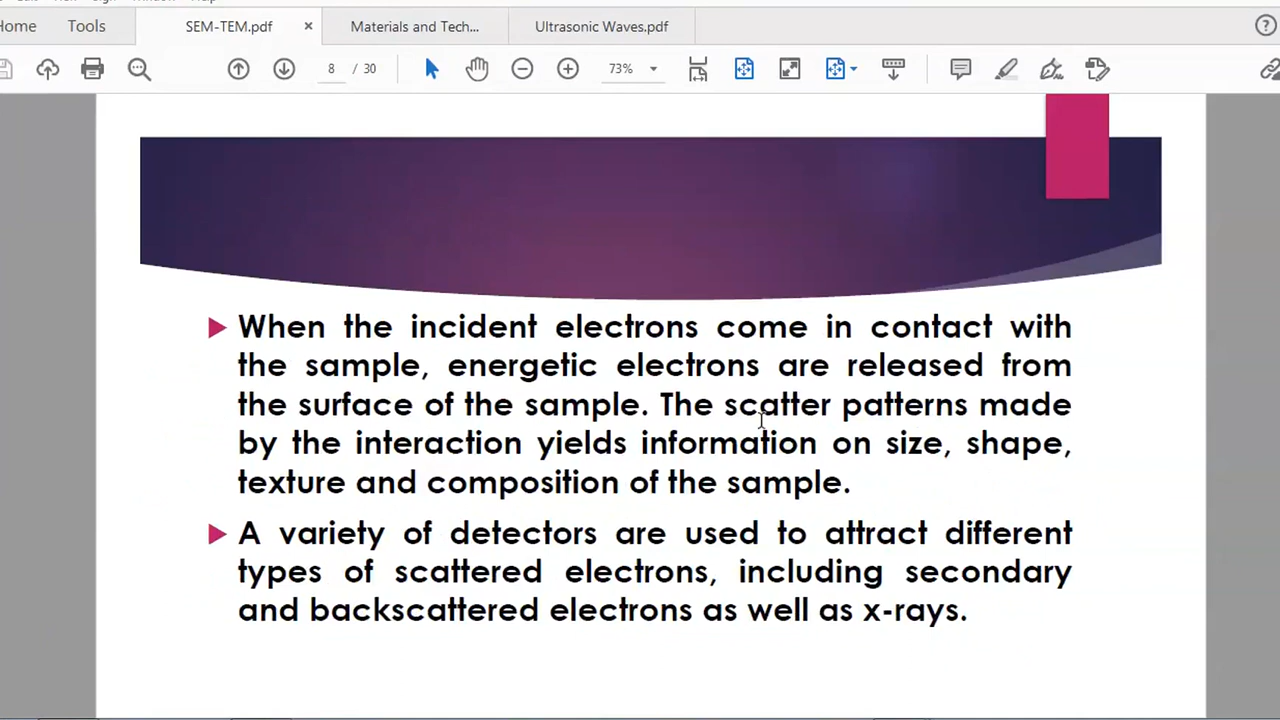 Home Tools SEM-TEM.pdf × Materials and Tech... Ultrasonic Waves.pdf
8 / 30 73%
When the incident electrons come in contact with
the sample, energetic electrons are released from
the surface of the sample. The scatter patterns made
by the interaction yields information on size, shape,
texture and composition of the sample.
A variety of detectors are used to attract different
types of scattered electrons, including secondary
and backscattered electrons as well as x-rays.